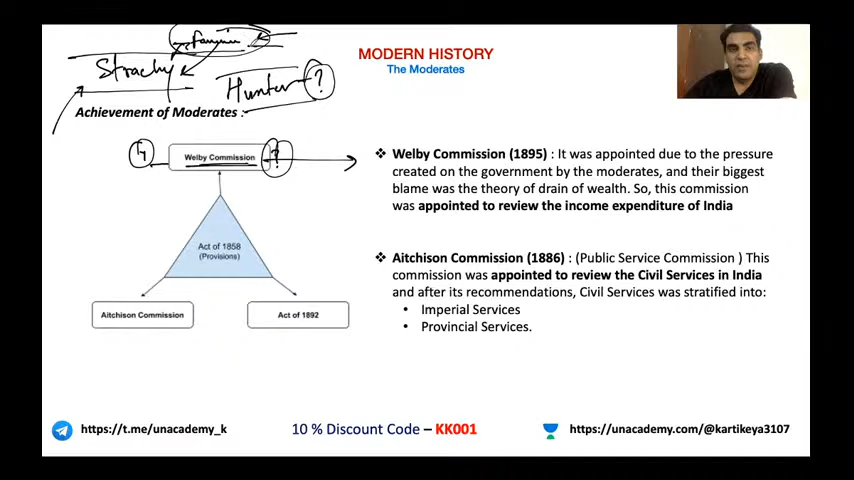 famine
MODERN HISTORY
The Moderates
Strachy
Hunter ?
Achievement of Moderates :
Welby Commission ?
Act of 1858
(Provisions)
Aitchison Commission
Act of 1892
❖ Welby Commission (1895) : It was appointed due to the pressure
created on the government by the moderates, and their biggest
blame was the theory of drain of wealth. So, this commission
was appointed to review the income expenditure of India
❖ Aitchison Commission (1886) : (Public Service Commission ) This
commission was appointed to review the Civil Services in India
and after its recommendations, Civil Services was stratified into:
• Imperial Services
• Provincial Services.
https://t.me/unacademy_k
10 % Discount Code – KK001
https://unacademy.com/@kartikeya3107